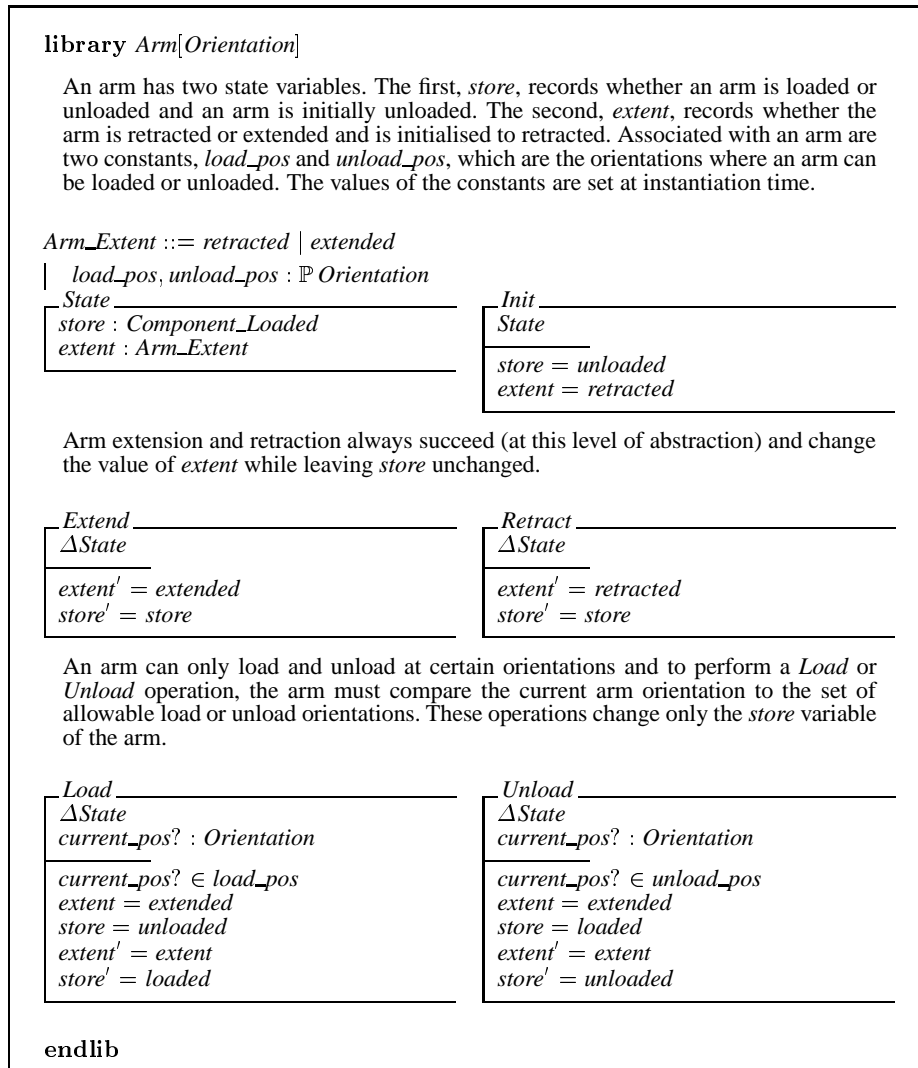 library Arm[Orientation]
An arm has two state variables. The first, store, records whether an arm is loaded or
unloaded and an arm is initially unloaded. The second, extent, records whether the
arm is retracted or extended and is initialised to retracted. Associated with an arm are
two constants, load_pos and unload_pos, which are the orientations where an arm can
be loaded or unloaded. The values of the constants are set at instantiation time.
Arm_Extent ::= retracted | extended
| load_pos, unload_pos : ℙ Orientation
State
store : Component_Loaded
extent : Arm_Extent
Init
State
store = unloaded
extent = retracted
Arm extension and retraction always succeed (at this level of abstraction) and change
the value of extent while leaving store unchanged.
Extend
ΔState
extent′ = extended
store′ = store
Retract
ΔState
extent′ = retracted
store′ = store
An arm can only load and unload at certain orientations and to perform a Load or
Unload operation, the arm must compare the current arm orientation to the set of
allowable load or unload orientations. These operations change only the store variable
of the arm.
Load
ΔState
current_pos? : Orientation
current_pos? ∈ load_pos
extent = extended
store = unloaded
extent′ = extent
store′ = loaded
Unload
ΔState
current_pos? : Orientation
current_pos? ∈ unload_pos
extent = extended
store = loaded
extent′ = extent
store′ = unloaded
endlib